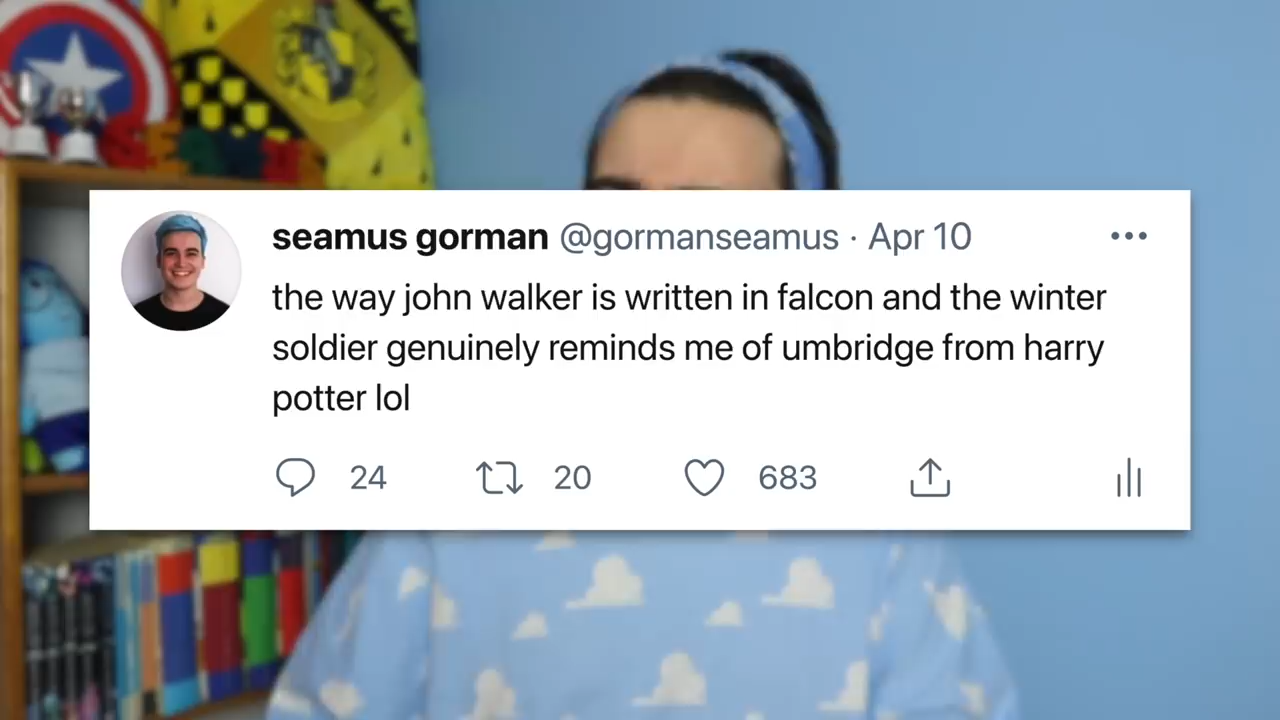 seamus gorman @gormanseamus · Apr 10
the way john walker is written in falcon and the winter
soldier genuinely reminds me of umbridge from harry
potter lol
24 20 683